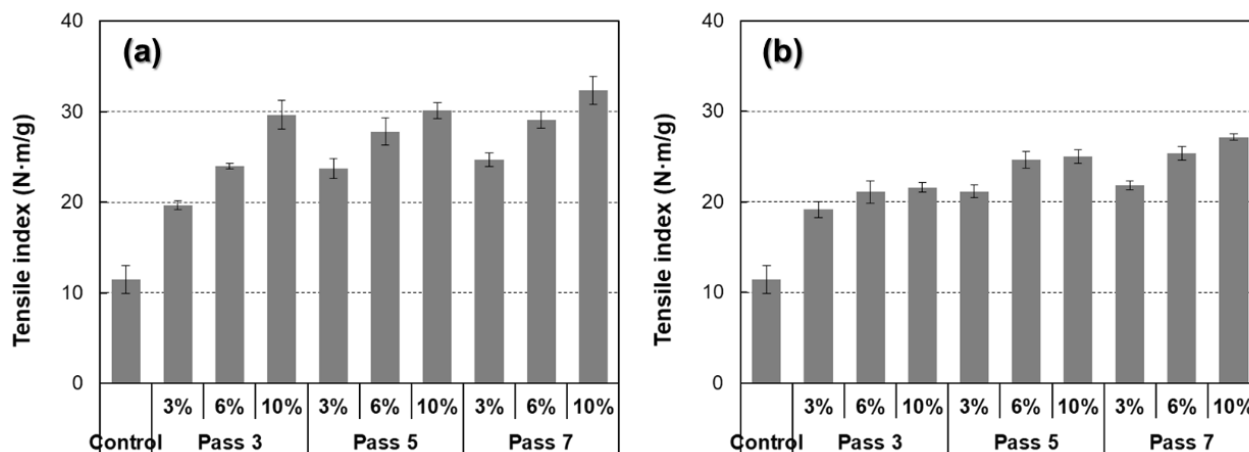 (a)
Tensile index (N·m/g)
40
30
20
10
0
3% 6% 10% 3% 6% 10% 3% 6% 10%
Control Pass 3 Pass 5 Pass 7
(b)
Tensile index (N·m/g)
40
30
20
10
0
3% 6% 10% 3% 6% 10% 3% 6% 10%
Control Pass 3 Pass 5 Pass 7